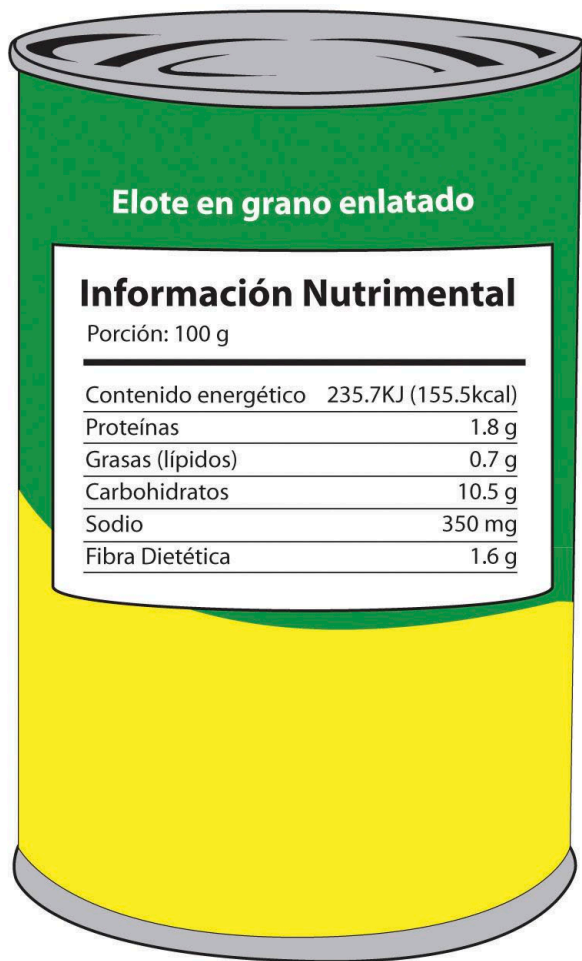 Elote en grano enlatado
Información Nutrimental
Porción: 100 g
Contenido energético 235.7KJ (155.5kcal)
Proteínas 1.8 g
Grasas (lípidos) 0.7 g
Carbohidratos 10.5 g
Sodio 350 mg
Fibra Dietética 1.6 g